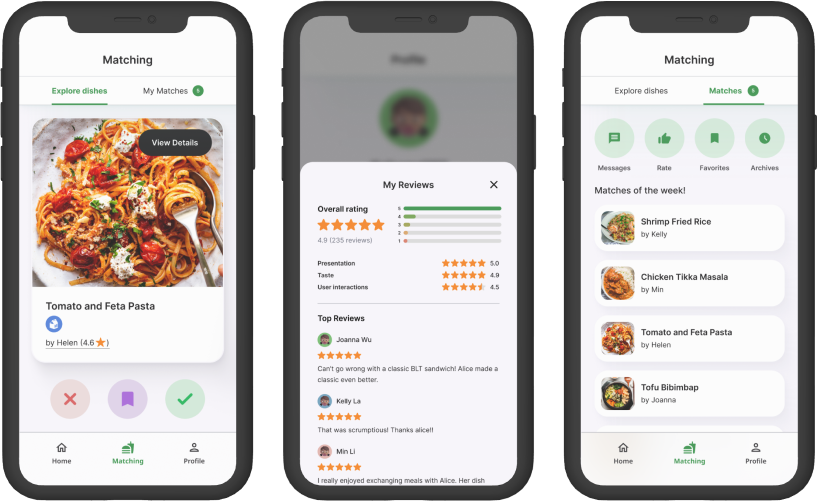 Matching
Explore dishes
My Matches 5
View Details
Tomato and Feta Pasta
by Helen (4.6 )
Home
Matching
Profile
Profile
My Reviews
Overall rating
4.9 (235 reviews)
5
4
3
2
1
Presentation 5.0
Taste 4.9
User interactions 4.5
Top Reviews
Joanna Wu
Can't go wrong with a classic BLT sandwich! Alice made a
classic even better.
Kelly La
That was scrumptious! Thanks alice!!
Min Li
I really enjoyed exchanging meals with Alice. Her dish
Matching
Explore dishes
Matches 5
Messages
Rate
Favorites
Archives
Matches of the week!
Shrimp Fried Rice
by Kelly
Chicken Tikka Masala
by Min
Tomato and Feta Pasta
by Helen
Tofu Bibimbap
by Joanna
Home
Matching
Profile